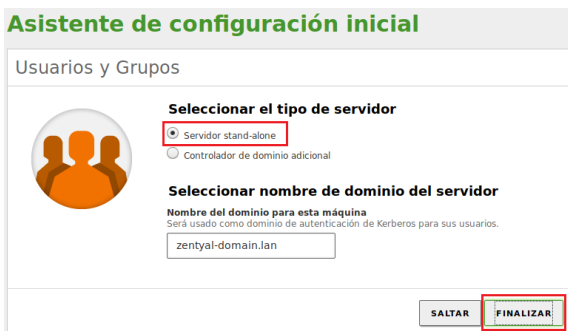 Asistente de configuración inicial
Usuarios y Grupos
Seleccionar el tipo de servidor
Servidor stand-alone
Controlador de dominio adicional
Seleccionar nombre de dominio del servidor
Nombre del dominio para esta máquina
Será usado como dominio de autenticación de Kerberos para sus usuarios.
zentyal-domain.lan
SALTAR
FINALIZAR